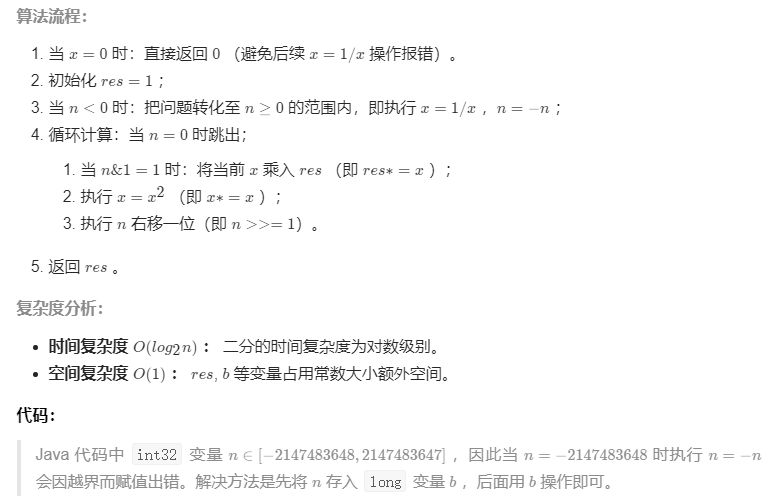 算法流程：
1. 当 x = 0 时：直接返回 0 （避免后续 x = 1/x 操作报错）。
2. 初始化 res = 1；
3. 当 n < 0 时：把问题转化至 n ≥ 0 的范围内，即执行 x = 1/x ，n = −n；
4. 循环计算：当 n = 0 时跳出；
1. 当 n&1 = 1 时：将当前 x 乘入 res （即 res∗ = x ）；
2. 执行 x = x² （即 x∗ = x ）；
3. 执行 n 右移一位（即 n >>= 1）。
5. 返回 res 。
复杂度分析：
• 时间复杂度 O(log2n) ： 二分的时间复杂度为对数级别。
• 空间复杂度 O(1) ： res, b 等变量占用常数大小额外空间。
代码：
Java 代码中 int32 变量 n ∈ [−2147483648, 2147483647] ，因此当 n = −2147483648 时执行 n = −n
会因越界而赋值出错。解决方法是先将 n 存入 long 变量 b ，后面用 b 操作即可。